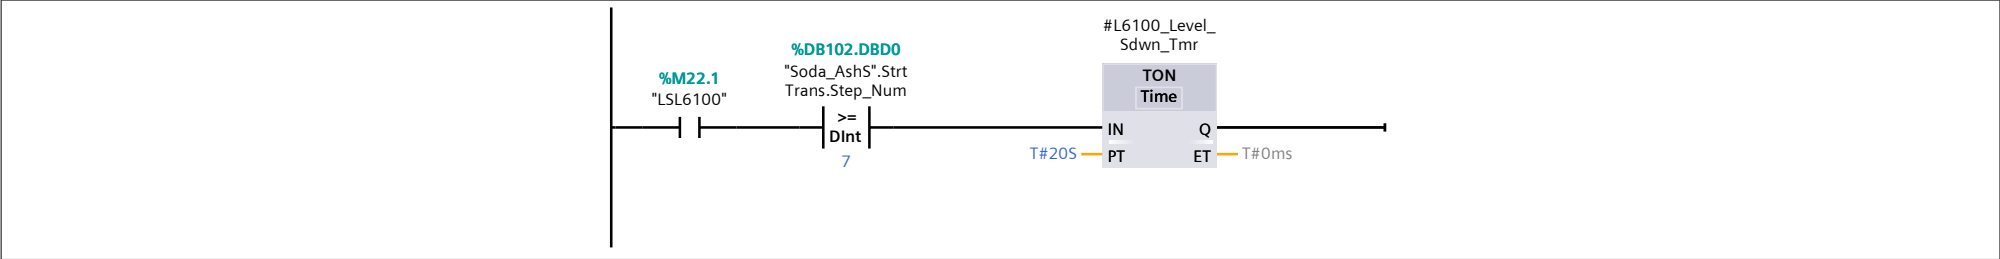 #L6100_Level_
Sdwn_Tmr
%DB102.DBD0
"Soda_AshS".Strt
Trans.Step_Num
%M22.1
"LSL6100"
TON
Time
>=
DInt
7
IN
Q
T#20S
PT
ET
T#0ms